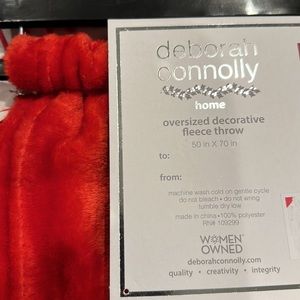 deborah
connolly
home
oversized decorative
fleece throw
50 in X 70 in
to:
from:
machine wash cold on gentle cycle
do not bleach • do not wring
tumble dry low
made in china • 100% polyester
RN# 109299
WOMEN
OWNED
deborahconnolly.com
quality • creativity • integrity